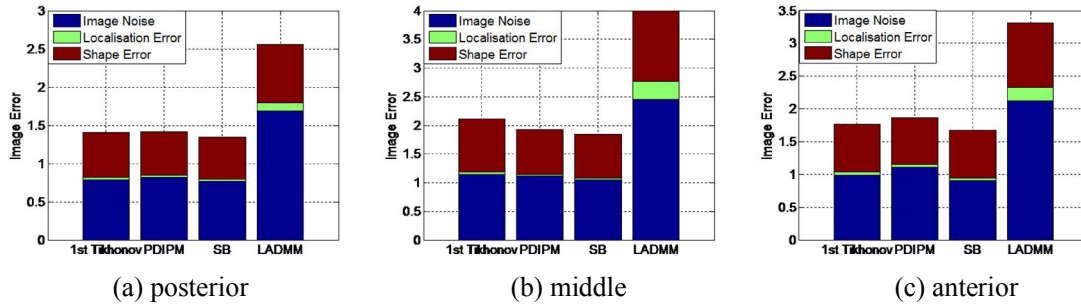 3
2.5
2
1.5
1
0.5
0
Image Error
Image Noise
Localisation Error
Shape Error
1st Tikhonov PDIPM SB LADMM
(a) posterior
4
3.5
3
2.5
2
1.5
1
0.5
0
Image Error
Image Noise
Localisation Error
Shape Error
1st Tikhonov PDIPM SB LADMM
(b) middle
3.5
3
2.5
2
1.5
1
0.5
0
Image Error
Image Noise
Localisation Error
Shape Error
1st Tikhonov PDIPM SB LADMM
(c) anterior